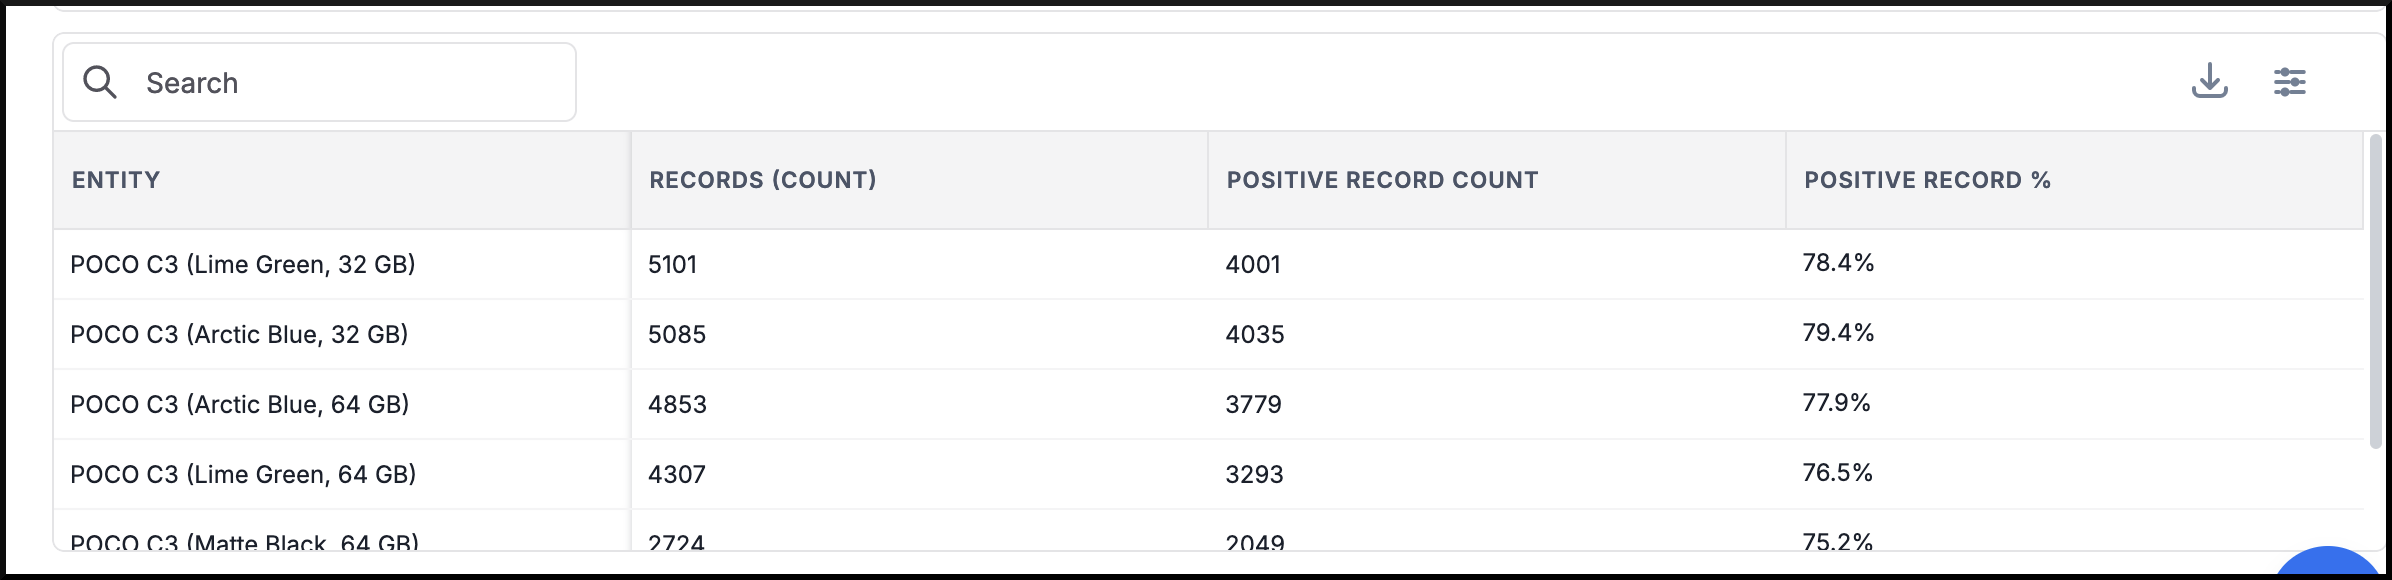 Search
ENTITY RECORDS (COUNT) POSITIVE RECORD COUNT POSITIVE RECORD %
POCO C3 (Lime Green, 32 GB) 5101 4001 78.4%
POCO C3 (Arctic Blue, 32 GB) 5085 4035 79.4%
POCO C3 (Arctic Blue, 64 GB) 4853 3779 77.9%
POCO C3 (Lime Green, 64 GB) 4307 3293 76.5%
POCO C3 (Matte Black, 64 GB) 2724 2049 75.2%